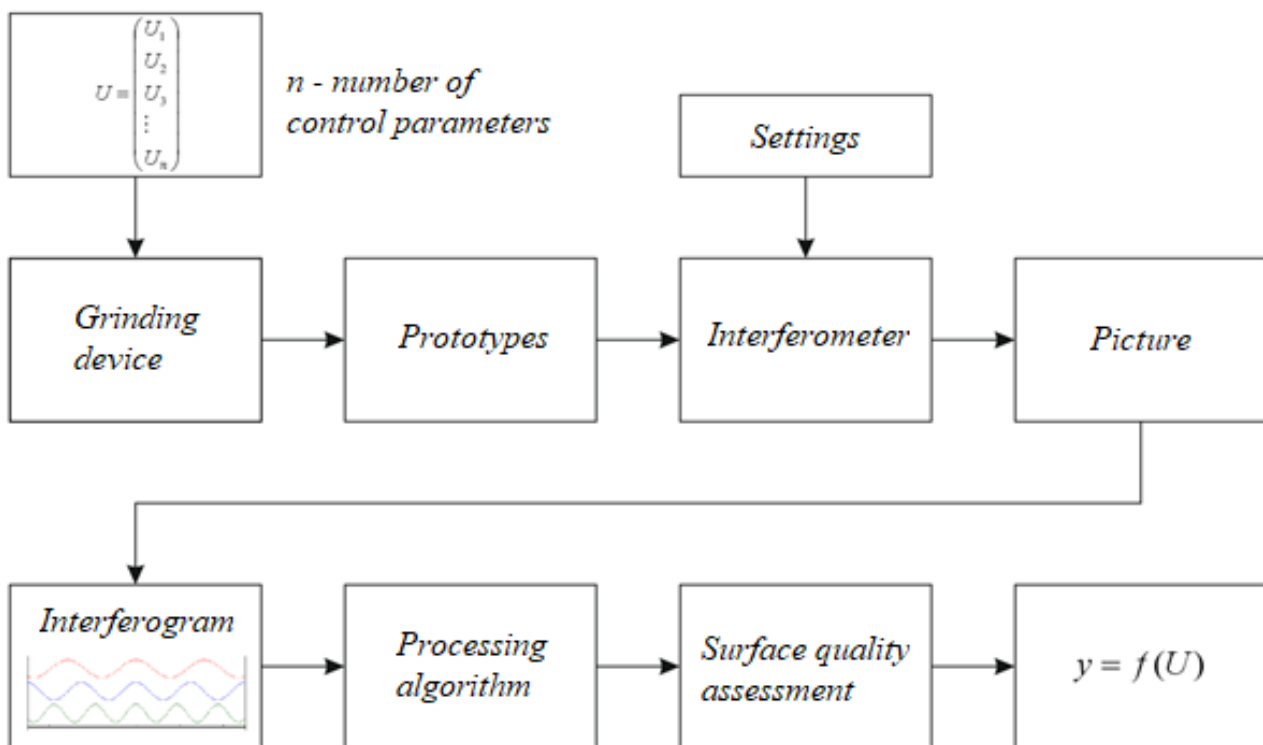 U = (U₁
U₂
U₃
⋮
Uₙ)
n - number of
control parameters
Settings
Grinding
device
Prototypes
Interferometer
Picture
Interferogram
Processing
algorithm
Surface quality
assessment
y = f(U)